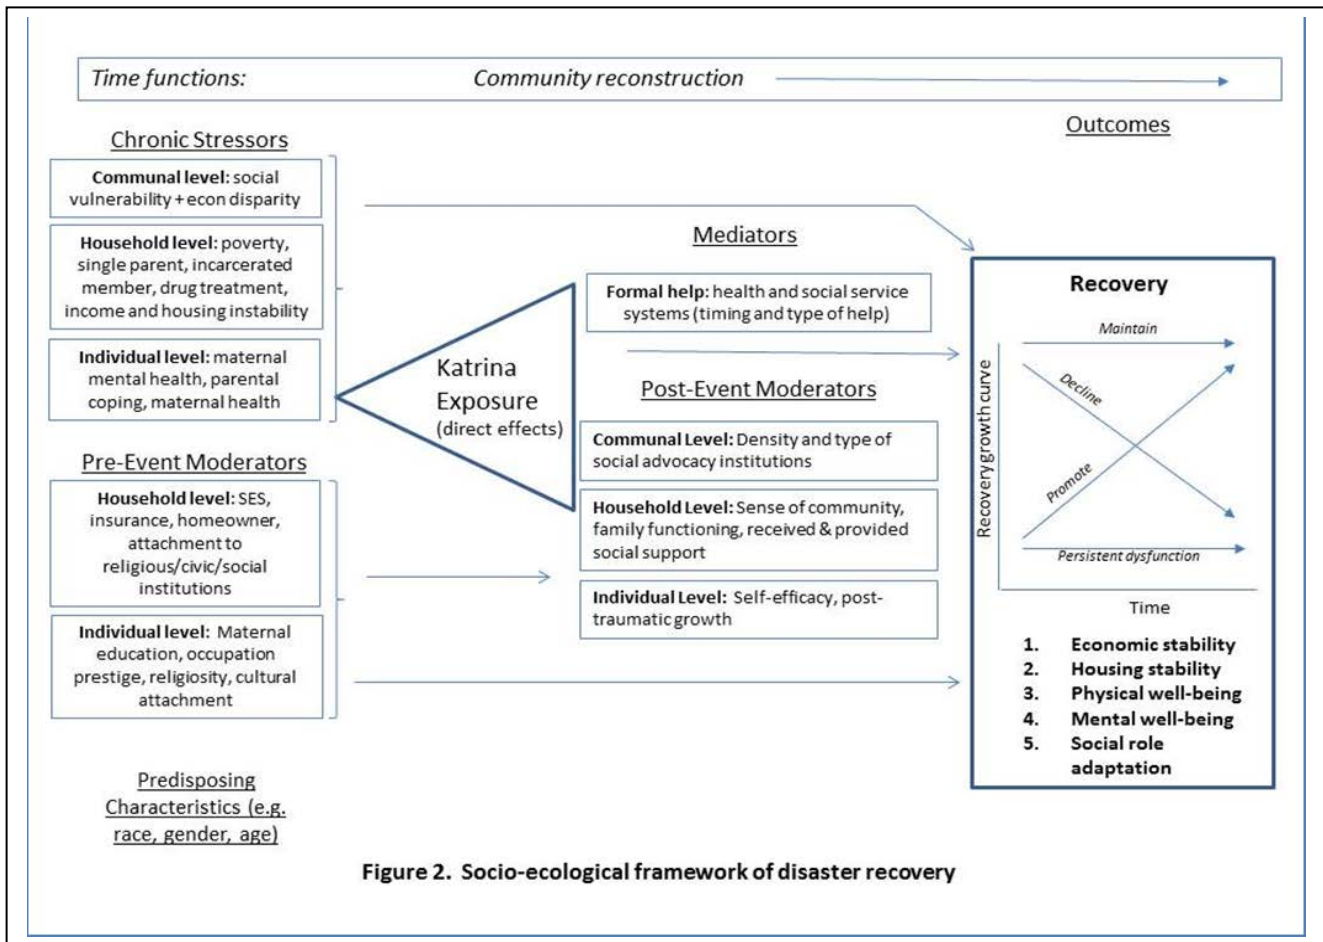 Time functions: Community reconstruction
Outcomes
Chronic Stressors
Communal level: social
vulnerability + econ disparity
Household level: poverty,
single parent, incarcerated
member, drug treatment,
income and housing instability
Individual level: maternal
mental health, parental
coping, maternal health
Pre-Event Moderators
Household level: SES,
insurance, homeowner,
attachment to
religious/civic/social
institutions
Individual level: Maternal
education, occupation
prestige, religiosity, cultural
attachment
Predisposing
Characteristics (e.g.
race, gender, age)
Katrina
Exposure
(direct effects)
Mediators
Formal help: health and social service
systems (timing and type of help)
Post-Event Moderators
Communal Level: Density and type of
social advocacy institutions
Household Level: Sense of community,
family functioning, received & provided
social support
Individual Level: Self-efficacy, post-
traumatic growth
Recovery
Maintain
Decline
Promote
Persistent dysfunction
Recovery growth curve
Time
1. Economic stability
2. Housing stability
3. Physical well-being
4. Mental well-being
5. Social role
adaptation
Figure 2. Socio-ecological framework of disaster recovery